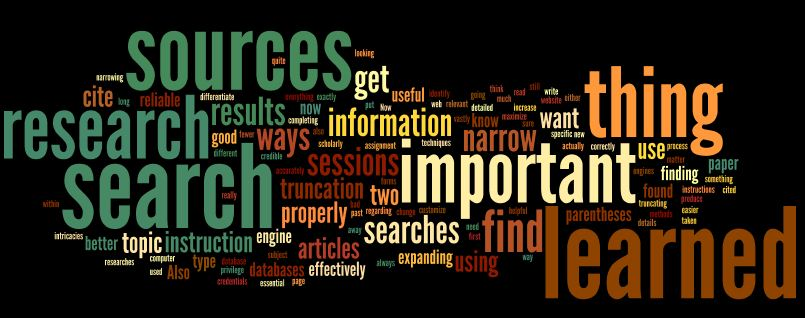 sources
looking
quite
narrowing
get
thing
cite
long
reliable
differentiate
everything
exactly
useful
identify
going
think
read
still
write
website
either
research
results
now
completing
put
Now
web
relevant
much
detailed
increase
good
fewer
ways
also
information
vastly
know
maximize
sure
want
specific
new
different
credible
scholarly
assignment
techniques
narrow
actually
correctly
use
process
search
accurately
sessions
important
engines
matter
finding
paper
something
really
truncation
forms
two
found
instructions
cited
within
properly
bad
past
regarding
change
customize
helpful
truncating
produce
parentheses
methods
easier
details
taken
intricacies
better
topic
instruction
engine
away
searches
need
first
find
learned
researches
computer
used
Also
type
database
privilege
credentials
subject
databases
essential
page
articles
effectively
always
expanding
using
way